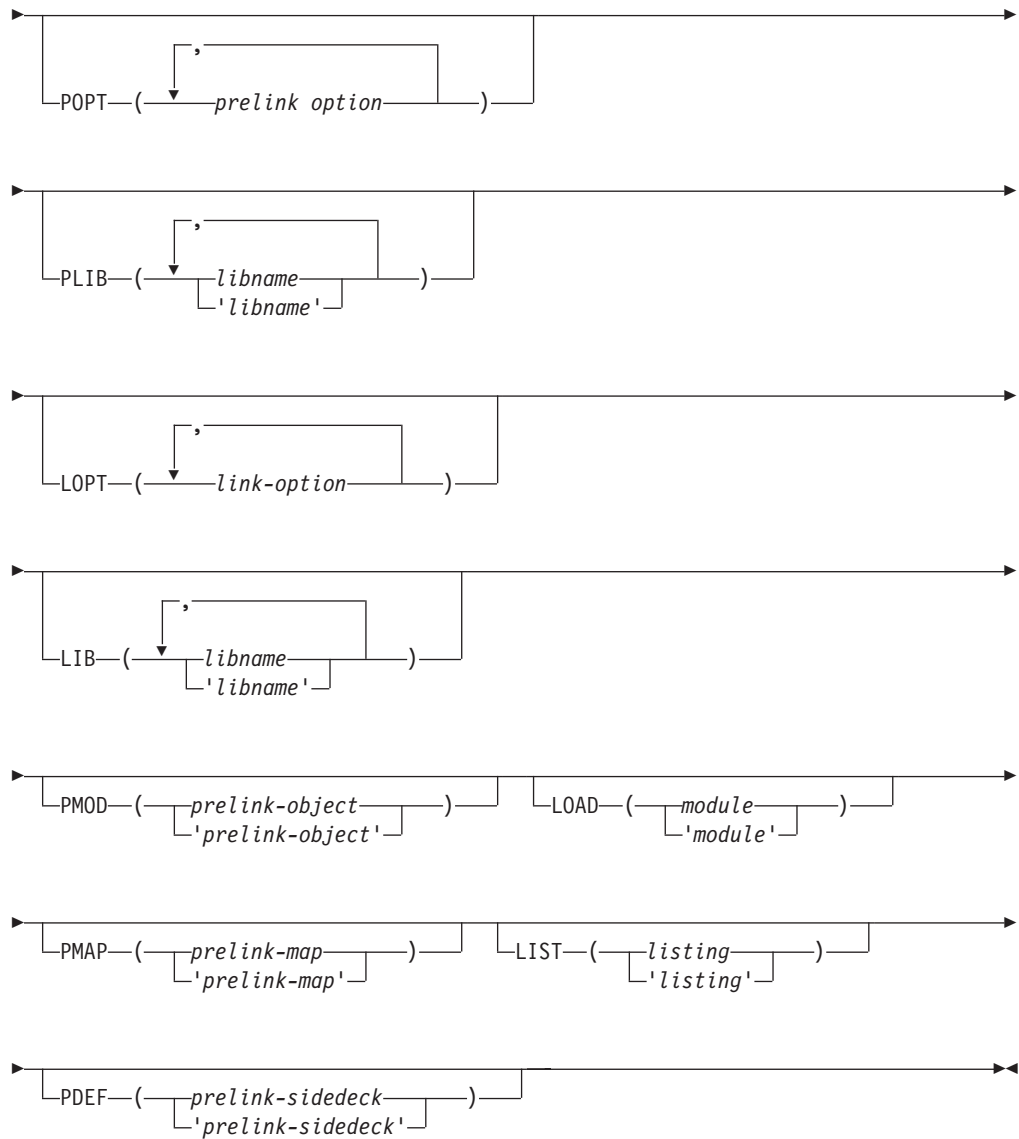 ,
POPT ( prelink option )
,
PLIB ( libname )
'libname'
,
LOPT ( link-option )
,
LIB ( libname )
'libname'
PMOD ( prelink-object ) LOAD ( module )
'prelink-object' 'module'
PMAP ( prelink-map ) LIST ( listing )
'prelink-map' 'listing'
PDEF ( prelink-sidedeck )
'prelink-sidedeck'